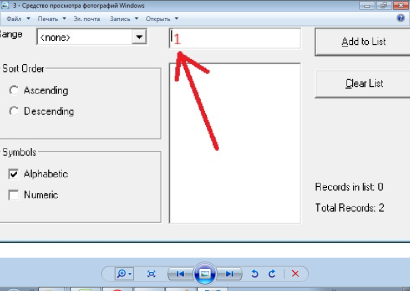 3 - Средство просмотра фотографий Windows
Файл Печать Эл. почта Запись Открыть
Range <none> 1 Add to List
Sort Order
Ascending
Clear List
Descending
Symbols
Alphabetic
Records in list: 0
Numeric
Total Records: 2